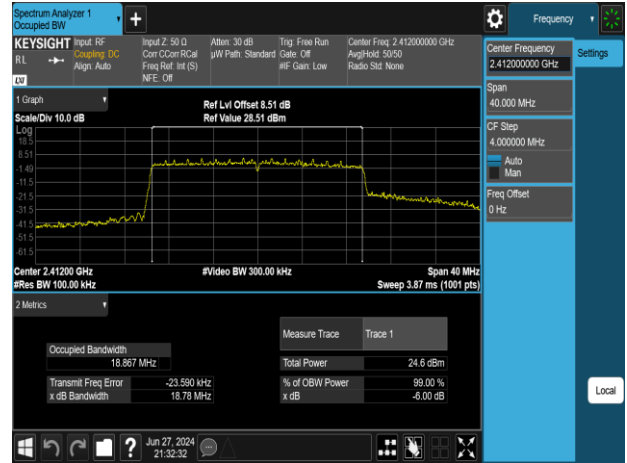 Spectrum Analyzer 1
Occupied BW
Frequency
KEYSIGHT
RL
LXI
Input: RF
Coupling: DC
Align: Auto
Input Z: 50 Ω
Corr CCorr RCal
Freq Ref: Int (S)
NFE: Off
Atten: 30 dB
µW Path: Standard
Trig: Free Run
Gate: Off
#IF Gain: Low
Center Freq: 2.412000000 GHz
Avg|Hold: 50/50
Radio Std: None
Center Frequency
2.412000000 GHz
Settings
Span
40.000 MHz
CF Step
4.000000 MHz
Auto
Man
Freq Offset
0 Hz
Local
1 Graph
Scale/Div 10.0 dB
Ref Lvl Offset 8.51 dB
Ref Value 28.51 dBm
Log
18.5
8.51
-1.49
-11.5
-21.5
-31.5
-41.5
-51.5
-61.5
Center 2.41200 GHz
#Video BW 300.00 kHz
Span 40 MHz
#Res BW 100.00 kHz
Sweep 3.87 ms (1001 pts)
2 Metrics
Measure Trace
Trace 1
Occupied Bandwidth
18.867 MHz
Total Power
24.6 dBm
Transmit Freq Error
-23.590 kHz
% of OBW Power
99.00 %
x dB Bandwidth
18.78 MHz
x dB
-6.00 dB
?
Jun 27, 2024
21:32:32